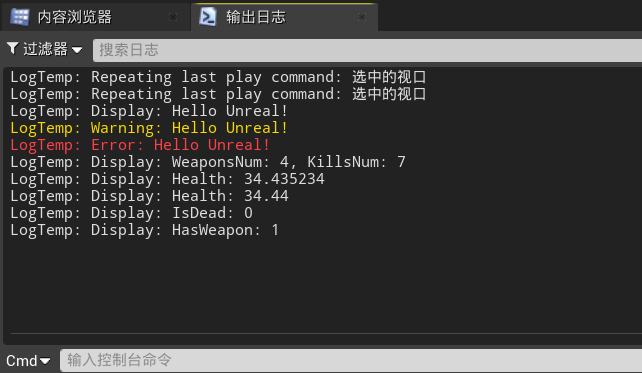 内容浏览器 输出日志
过滤器 搜索日志
LogTemp: Repeating last play command: 选中的视口
LogTemp: Repeating last play command: 选中的视口
LogTemp: Display: Hello Unreal!
LogTemp: Warning: Hello Unreal!
LogTemp: Error: Hello Unreal!
LogTemp: Display: WeaponsNum: 4, KillsNum: 7
LogTemp: Display: Health: 34.435234
LogTemp: Display: Health: 34.44
LogTemp: Display: IsDead: 0
LogTemp: Display: HasWeapon: 1
Cmd 输入控制台命令